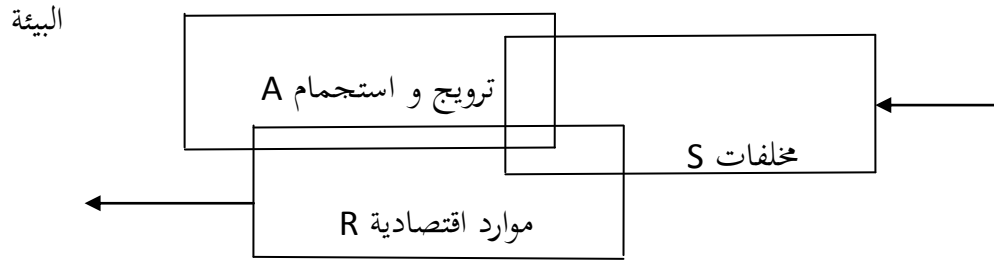 البيئة
ترويج و استجمام A
مخلفات S
موارد اقتصادية R